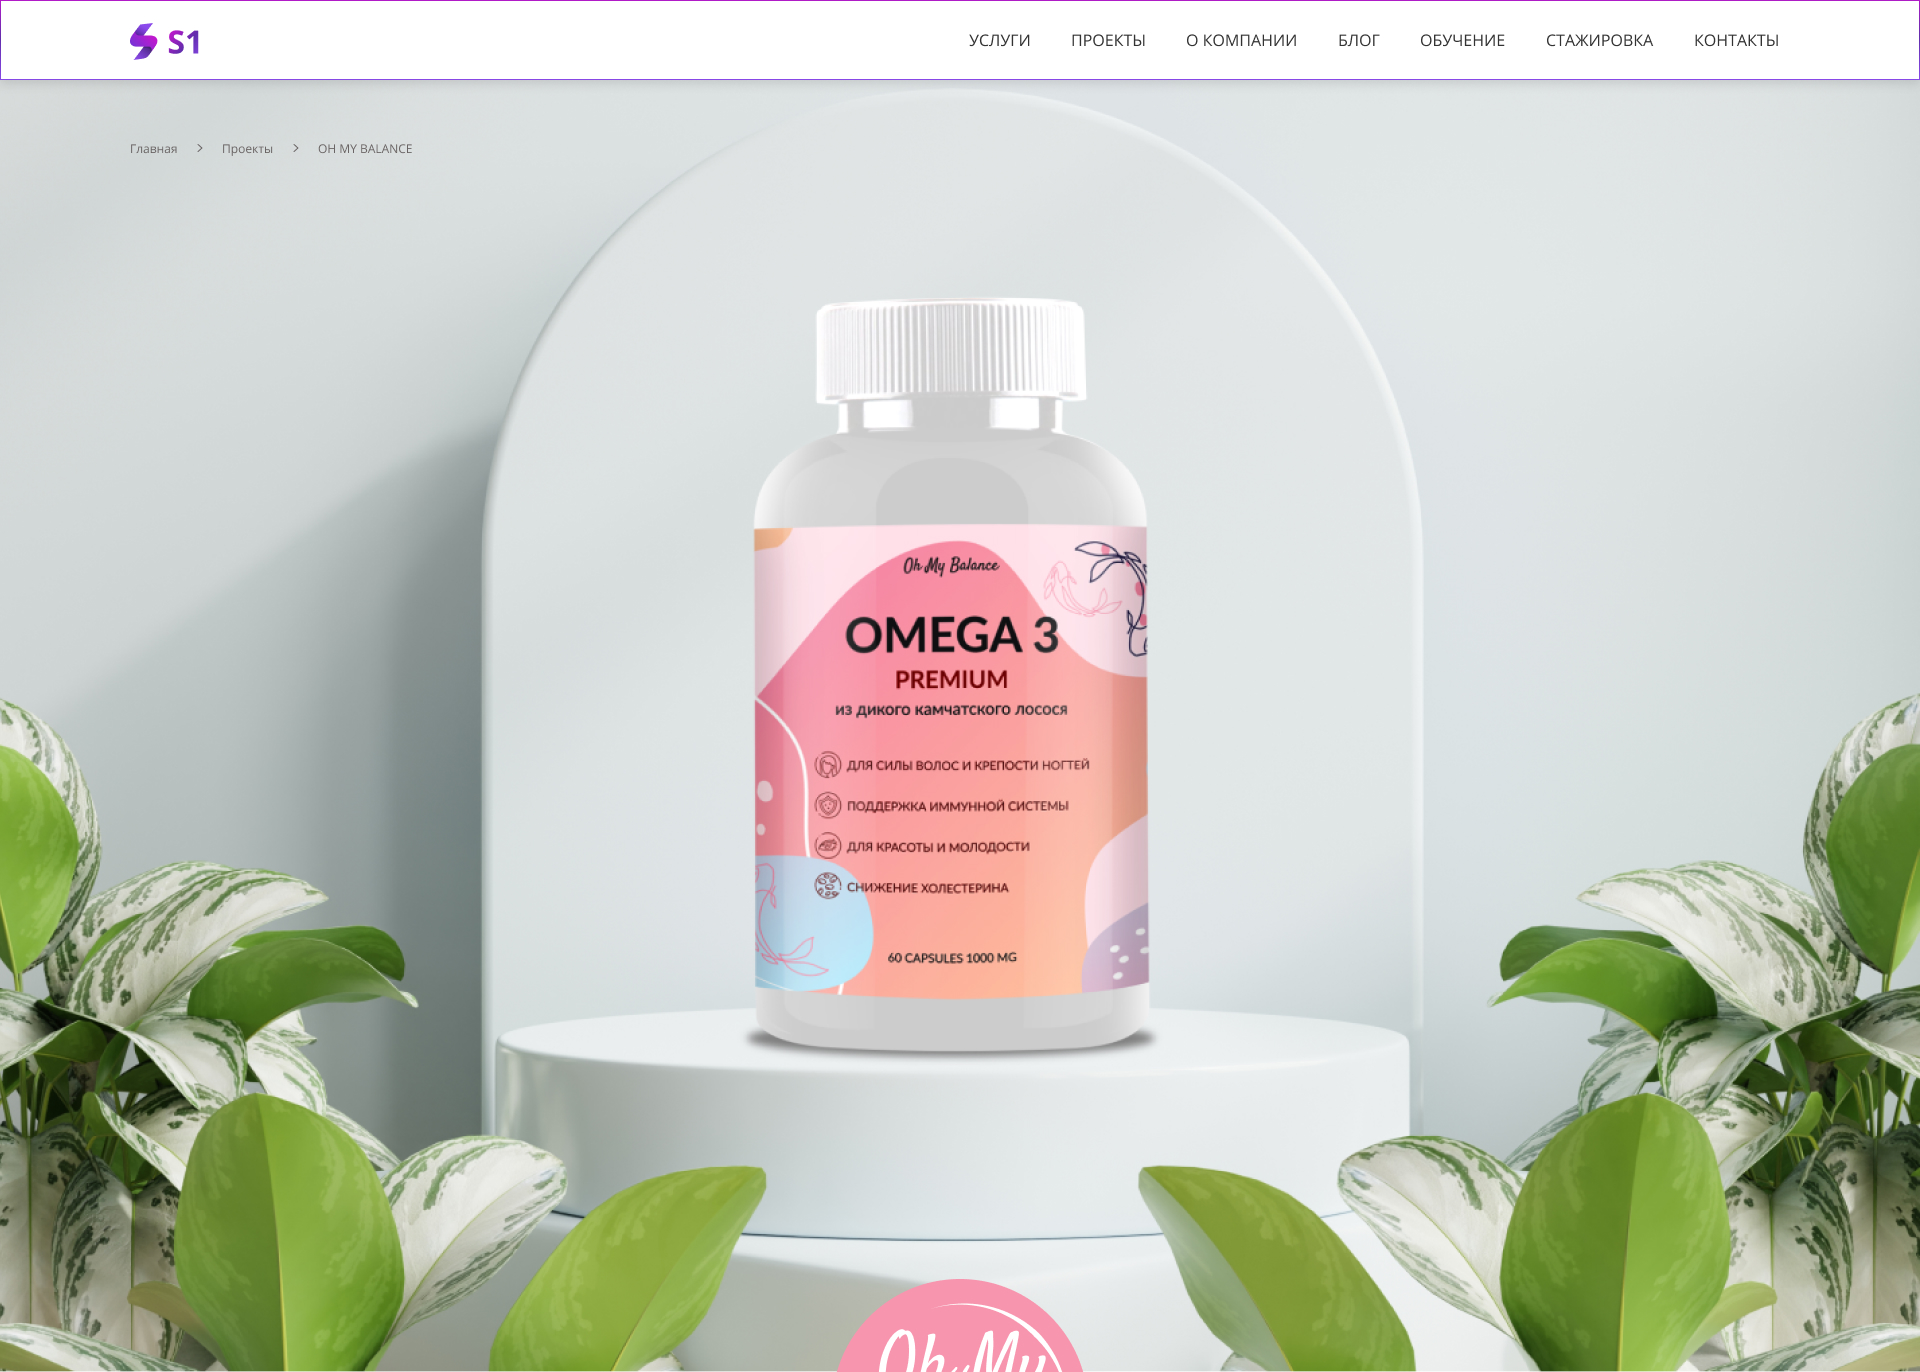 S1
УСЛУГИ
ПРОЕКТЫ
О КОМПАНИИ
БЛОГ
ОБУЧЕНИЕ
СТАЖИРОВКА
КОНТАКТЫ
Главная > Проекты > OH MY BALANCE
Oh My Balance
OMEGA 3
PREMIUM
из дикого камчатского лосося
ДЛЯ СИЛЫ ВОЛОС И КРЕПОСТИ НОГТЕЙ
ПОДДЕРЖКА ИММУННОЙ СИСТЕМЫ
ДЛЯ КРАСОТЫ И МОЛОДОСТИ
СНИЖЕНИЕ ХОЛЕСТЕРИНА
60 CAPSULES 1000 MG
Oh My